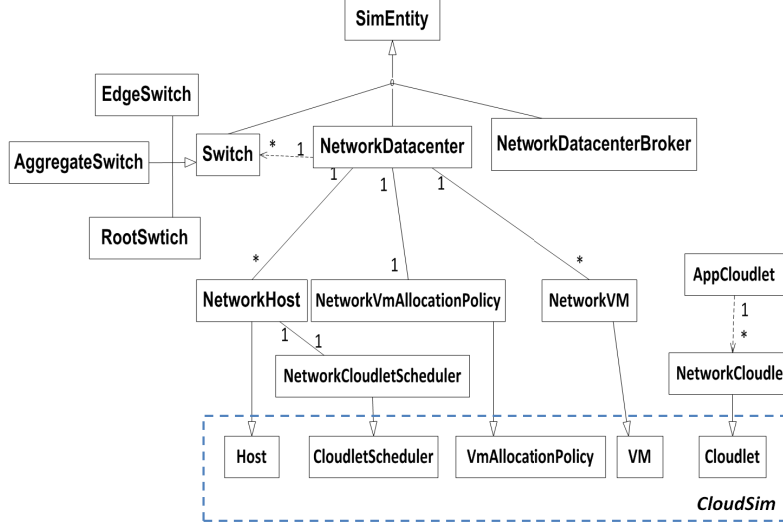 SimEntity
EdgeSwitch
AggregateSwitch
RootSwtich
Switch
* 1
NetworkDatacenter
NetworkDatacenterBroker
1 1 1
* 1 *
NetworkHost
NetworkVmAllocationPolicy
NetworkVM
AppCloudlet
1
*
1 1
NetworkCloudletScheduler
NetworkCloudle
Host
CloudletScheduler
VmAllocationPolicy
VM
Cloudlet
CloudSim